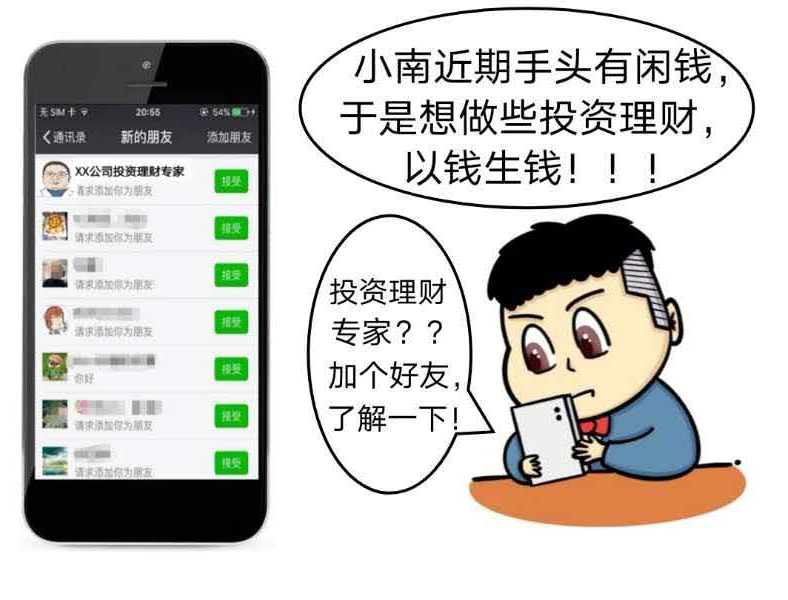 无 SIM 卡
20:55
54%
通讯录
新的朋友
添加朋友
XX公司投资理财专家
请求添加你为朋友
接受
请求添加你为朋友
接受
请求添加你为朋友
接受
请求添加你为朋友
接受
你好
接受
请求添加你为朋友
接受
请求添加你为朋友
接受
小南近期手头有闲钱,
于是想做些投资理财,
以钱生钱!!!
投资理财
专家??
加个好友,
了解一下!